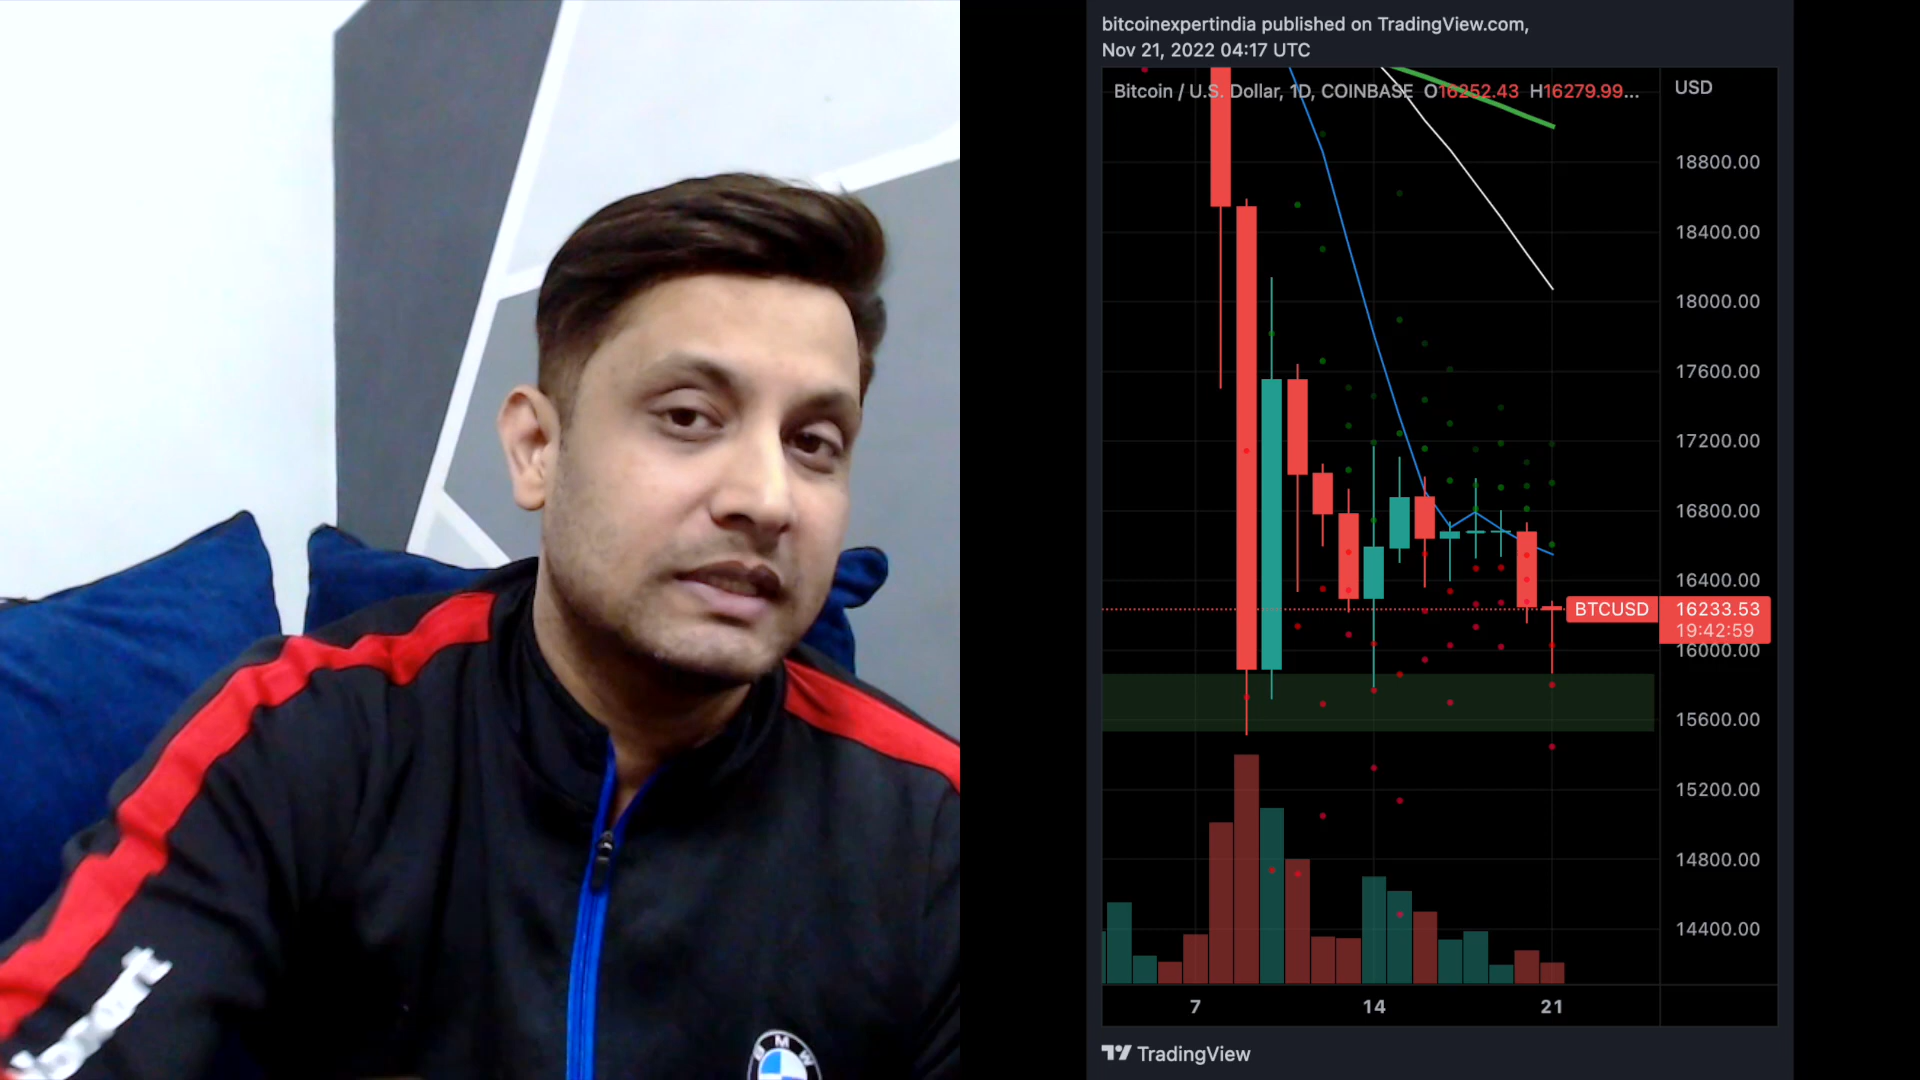 bitcoinexpertindia published on TradingView.com,
Nov 21, 2022 04:17 UTC
Bitcoin / U.S. Dollar, 1D, COINBASE O16252.43 H16279.99...
USD
18800.00
18400.00
18000.00
17600.00
17200.00
16800.00
16400.00
BTCUSD 16233.53
19:42:59
16000.00
15600.00
15200.00
14800.00
14400.00
7 14 21
TradingView
BMW